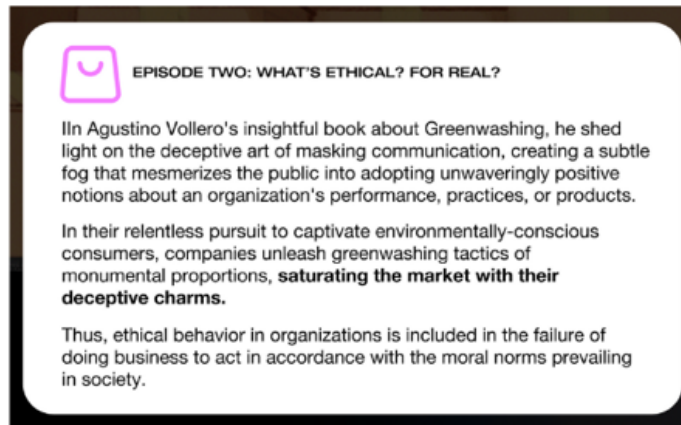 EPISODE TWO: WHAT'S ETHICAL? FOR REAL?
IIn Agustino Vollero's insightful book about Greenwashing, he shed
light on the deceptive art of masking communication, creating a subtle
fog that mesmerizes the public into adopting unwaveringly positive
notions about an organization's performance, practices, or products.
In their relentless pursuit to captivate environmentally-conscious
consumers, companies unleash greenwashing tactics of
monumental proportions, saturating the market with their
deceptive charms.
Thus, ethical behavior in organizations is included in the failure of
doing business to act in accordance with the moral norms prevailing
in society.